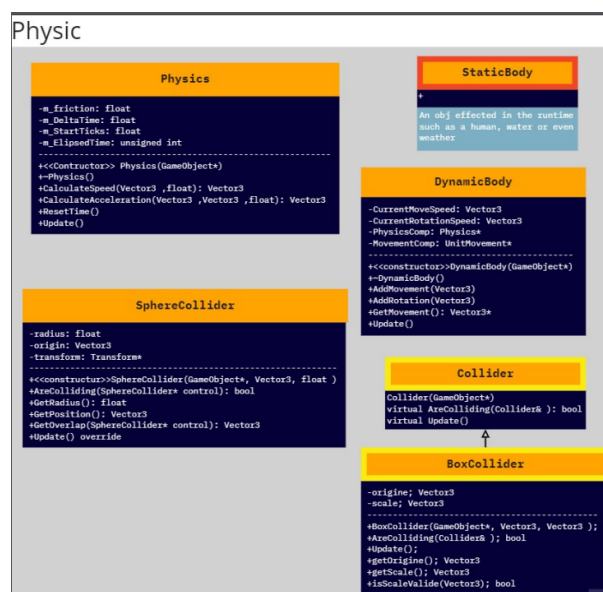 Physic
Physics
-m_friction: float
-m_DeltaTime: float
-m_StartTicks: float
-m_ElipsedTime: unsigned int
+<<Contructor>> Physics(GameObject*)
+~Physics()
+CalculateSpeed(Vector3 ,float): Vector3
+CalculateAcceleration(Vector3 ,Vector3 ,float): Vector3
+ResetTime()
+Update()
StaticBody
+
An obj effected in the runtime
such as a human, water or even
weather
DynamicBody
-CurrentMoveSpeed: Vector3
-CurrentRotationSpeed: Vector3
-PhysicsComp: Physics*
-MovementComp: UnitMovement*
+<<constructor>>DynamicBody(GameObject*)
+~DynamicBody()
+AddMovement(Vector3)
+AddRotation(Vector3)
+GetMovement(): Vector3*
+Update()
SphereCollider
-radius: float
-origin: Vector3
-transform: Transform*
+<<constuctur>>SphereCollider(GameObject*, Vector3, float )
+AreColliding(SphereCollider* control): bool
+GetRadius(): float
+GetPosition(): Vector3
+GetOverlap(SphereCollider* control): Vector3
+Update() override
Collider
Collider(GameObject*)
virtual AreColliding(Collider& ): bool
virtual Update()
BoxCollider
-origine; Vector3
-scale; Vector3
+BoxCollider(GameObject*, Vector3, Vector3 );
+AreColliding(Collider& ); bool
+Update();
+getOrigine(); Vector3
+getScale(); Vector3
+isScaleValide(Vector3); bool